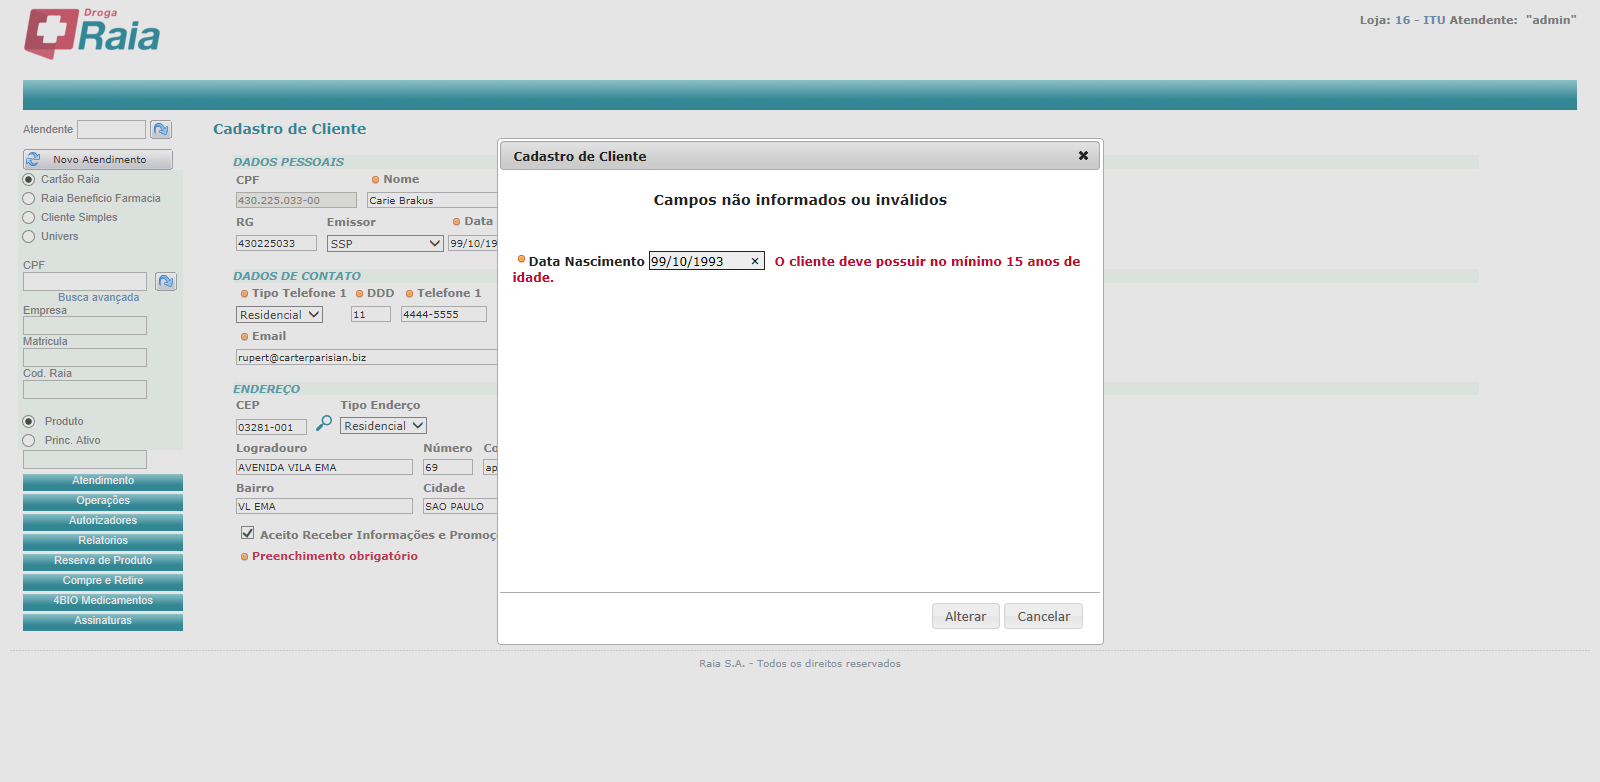 Droga
Raia
Loja: 16 - ITU Atendente: "admin"
Atendente
Novo Atendimento
Cartão Raia
Raia Beneficio Farmacia
Cliente Simples
Univers
CPF
Busca avançada
Empresa
Matricula
Cod. Raia
Produto
Princ. Ativo
Atendimento
Operações
Autorizadores
Relatorios
Reserva de Produto
Compre e Retire
4BIO Medicamentos
Assinaturas
Cadastro de Cliente
DADOS PESSOAIS
CPF Nome
430.225.033-00 Carie Brakus
RG Emissor Data
430225033 SSP 99/10/19
DADOS DE CONTATO
Tipo Telefone 1 DDD Telefone 1
Residencial 11 4444-5555
Email
rupert@carterparisian.biz
ENDEREÇO
CEP Tipo Enderço
03281-001 Residencial
Logradouro Número Co
AVENIDA VILA EMA 69 ap
Bairro Cidade
VL EMA SAO PAULO
Aceito Receber Informações e Promoç
Preenchimento obrigatório
Cadastro de Cliente
Campos não informados ou inválidos
Data Nascimento 99/10/1993 × O cliente deve possuir no mínimo 15 anos de
idade.
Alterar Cancelar
Raia S.A. - Todos os direitos reservados